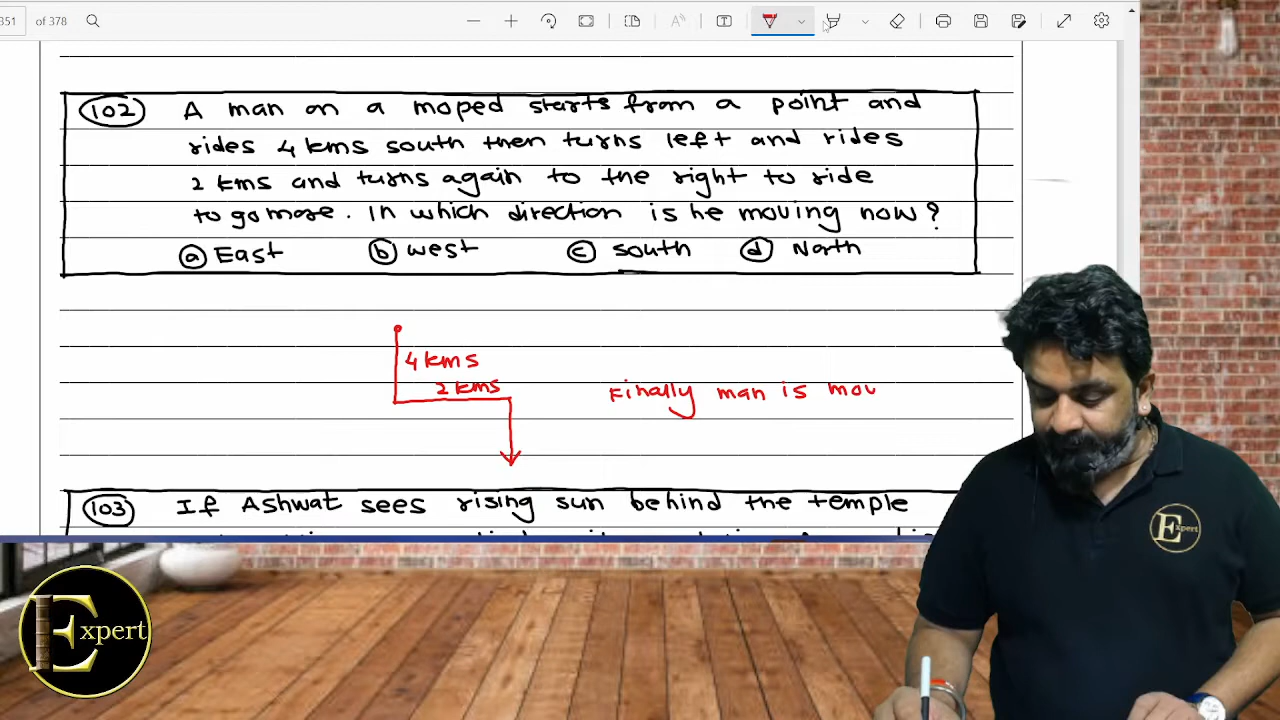 351 of 378
102 A man on a moped starts from a point and
rides 4 kms south then turns left and rides
2 kms and turns again to the right to ride
to go more. In which direction is he moving now?
a East b west c south d North
4 kms
2 kms
Finally man is mov
103 If Ashwat sees rising sun behind the temple
Expert
Expert